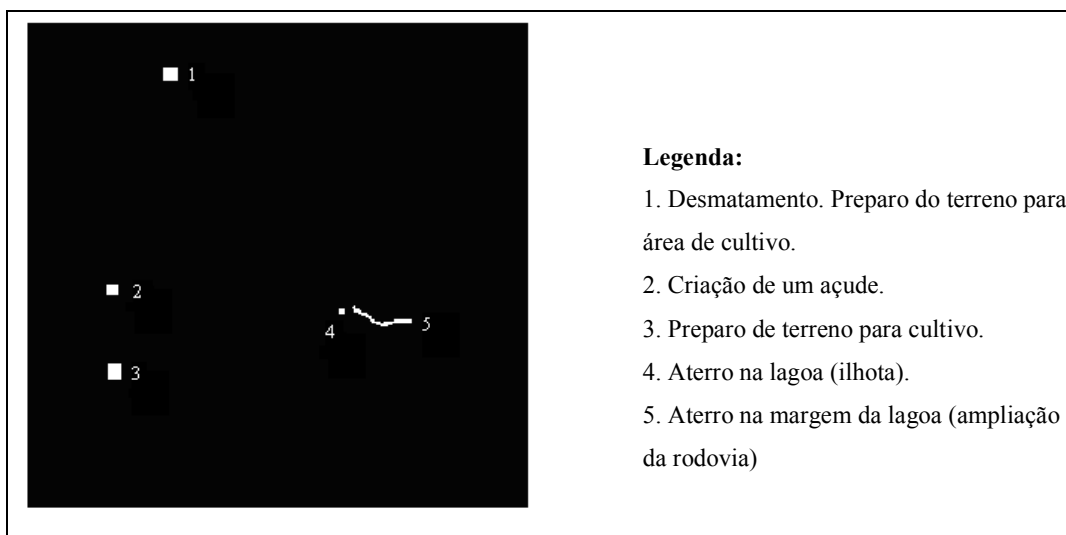 1
2
3
4
5
Legenda:
1. Desmatamento. Preparo do terreno para
área de cultivo.
2. Criação de um açude.
3. Preparo de terreno para cultivo.
4. Aterro na lagoa (ilhota).
5. Aterro na margem da lagoa (ampliação
da rodovia)